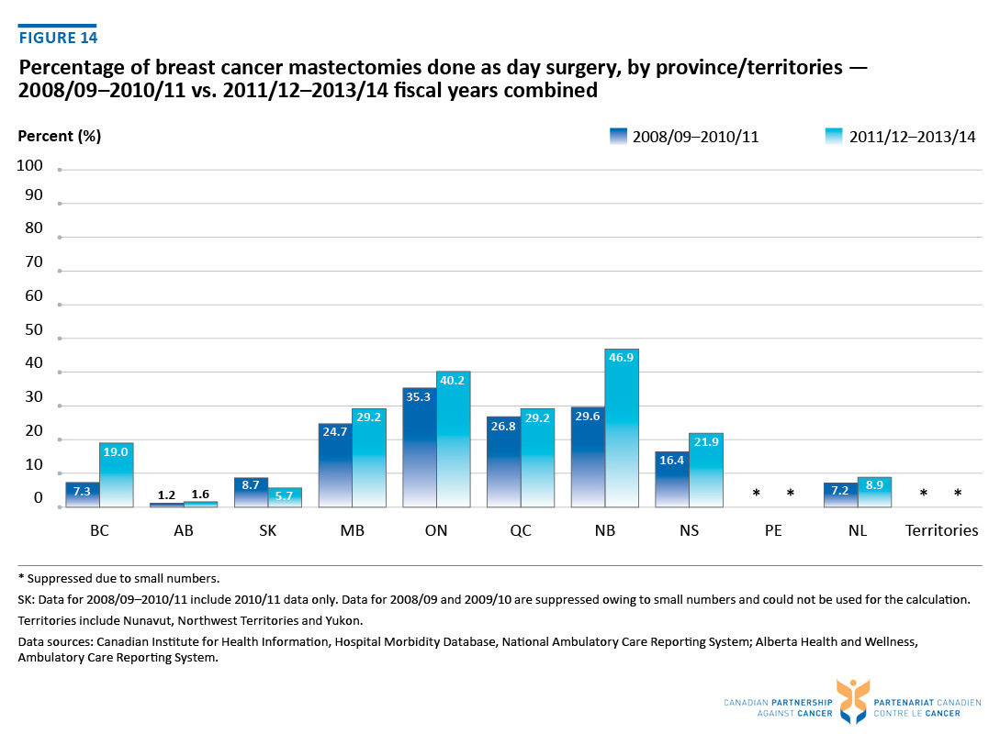 FIGURE 14
Percentage of breast cancer mastectomies done as day surgery, by province/territories —
2008/09–2010/11 vs. 2011/12–2013/14 fiscal years combined
Percent (%)
2008/09–2010/11
2011/12–2013/14
100
90
80
70
60
50
40
30
20
10
0
7.3
19.0
1.2
1.6
8.7
5.7
24.7
29.2
35.3
40.2
26.8
29.2
29.6
46.9
16.4
21.9
*
*
7.2
8.9
*
*
BC
AB
SK
MB
ON
QC
NB
NS
PE
NL
Territories
* Suppressed due to small numbers.
SK: Data for 2008/09–2010/11 include 2010/11 data only. Data for 2008/09 and 2009/10 are suppressed owing to small numbers and could not be used for the calculation.
Territories include Nunavut, Northwest Territories and Yukon.
Data sources: Canadian Institute for Health Information, Hospital Morbidity Database, National Ambulatory Care Reporting System; Alberta Health and Wellness,
Ambulatory Care Reporting System.
CANADIAN PARTNERSHIP
AGAINST CANCER
PARTENARIAT CANADIEN
CONTRE LE CANCER